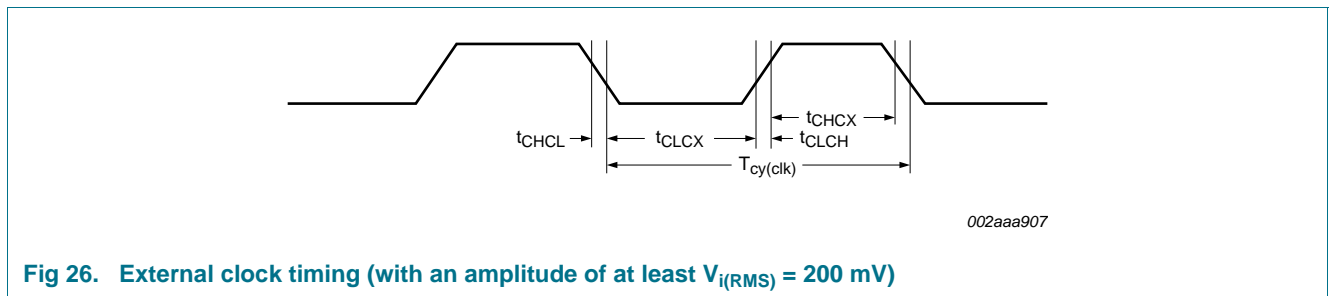 tCHCX
tCHCL
tCLCX
tCLCH
Tcy(clk)
002aaa907
Fig 26. External clock timing (with an amplitude of at least Vi(RMS) = 200 mV)